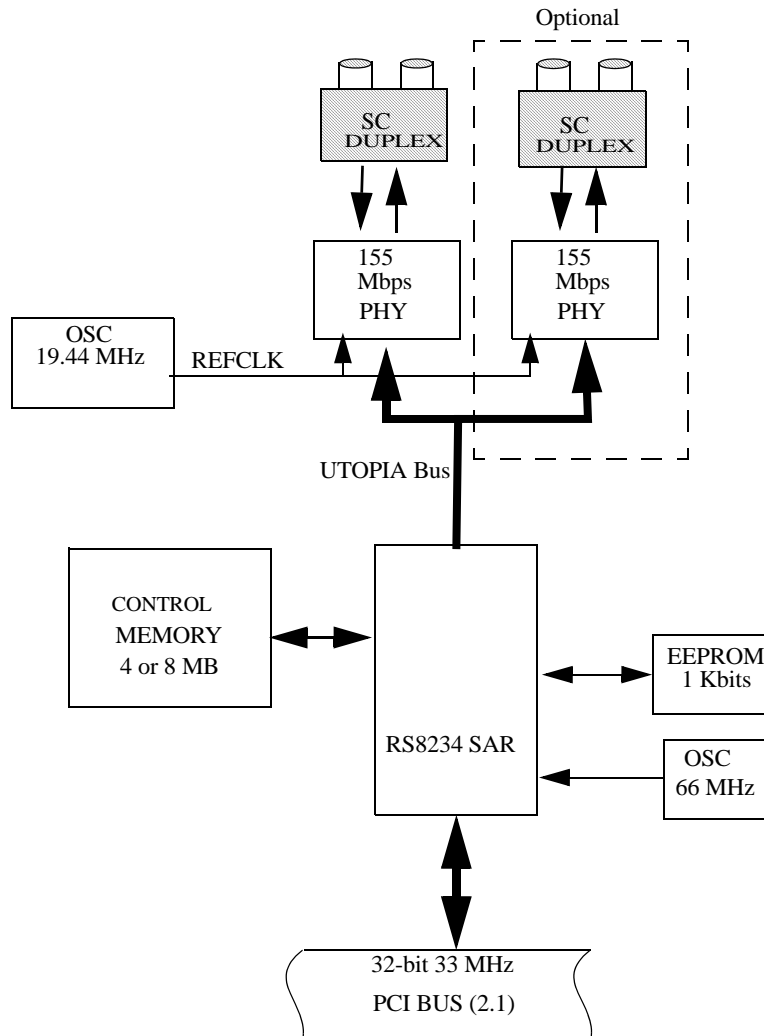 Optional
SC
DUPLEX
SC
DUPLEX
155
Mbps
PHY
155
Mbps
PHY
OSC
19.44 MHz
REFCLK
UTOPIA Bus
CONTROL
MEMORY
4 or 8 MB
EEPROM
1 Kbits
RS8234 SAR
OSC
66 MHz
32-bit 33 MHz
PCI BUS (2.1)